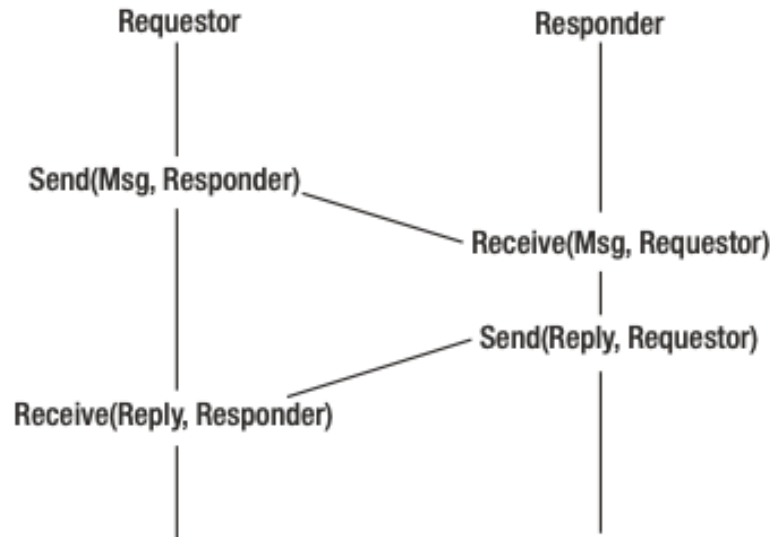 Requestor
Responder
Send(Msg, Responder)
Receive(Msg, Requestor)
Send(Reply, Requestor)
Receive(Reply, Responder)